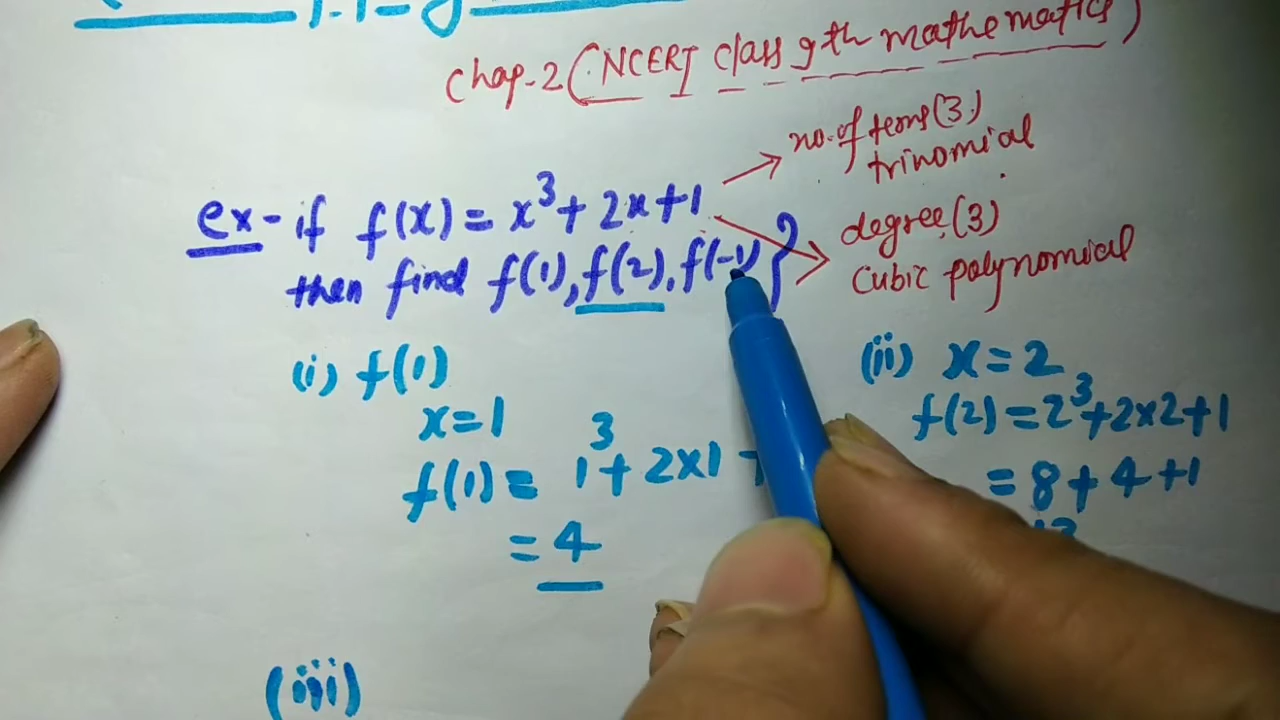 Chap-2 (NCERT class 9th mathematics)
no. of terms (3)
trinomial
ex- if f(x) = x³ + 2x + 1
then find f(1), f(2), f(-1)}
degree (3)
Cubic polynomial
(i) f(1)
x = 1
f(1) = 1³ + 2x1 +
= 4
(ii) x = 2
f(2) = 2³ + 2x2 + 1
= 8 + 4 + 1
13
(iii)